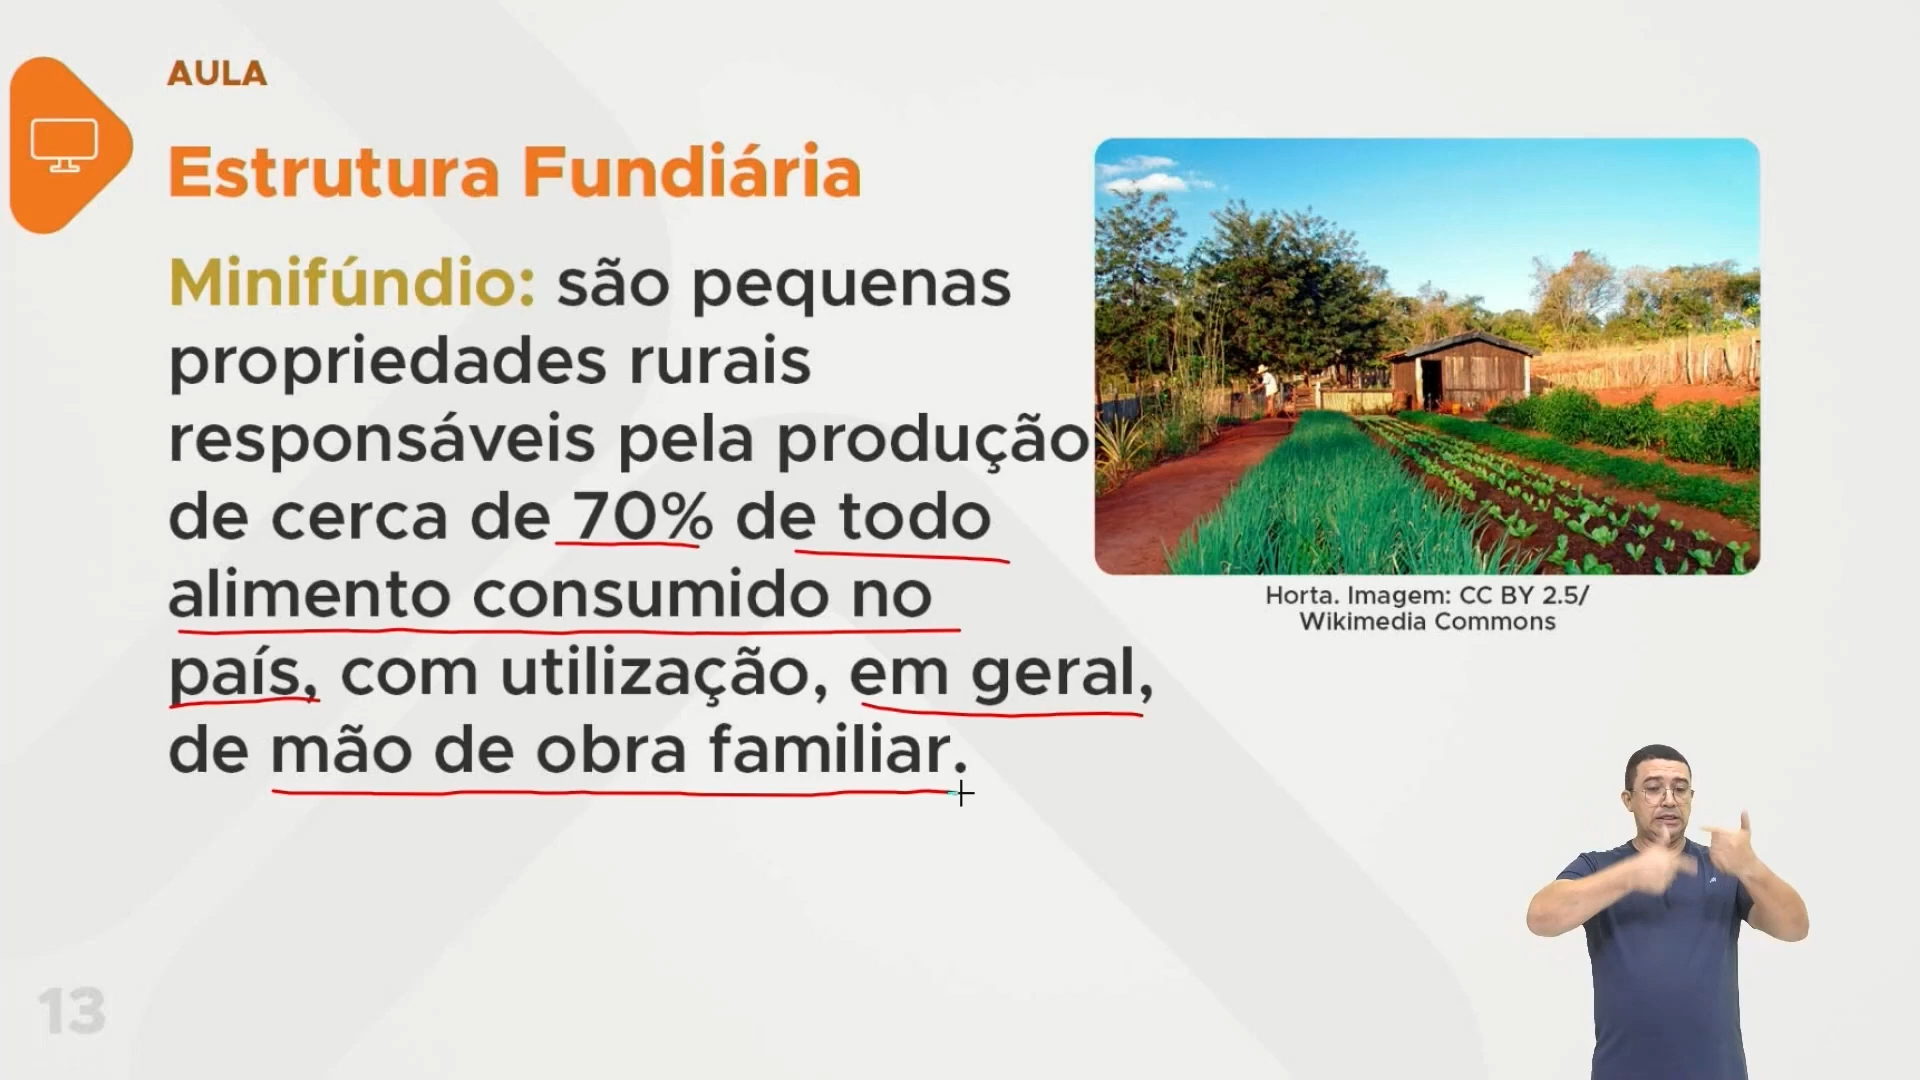 AULA
Estrutura Fundiária
Minifúndio: são pequenas
propriedades rurais
responsáveis pela produção
de cerca de 70% de todo
alimento consumido no
país, com utilização, em geral,
de mão de obra familiar.
Horta. Imagem: CC BY 2.5/
Wikimedia Commons
13